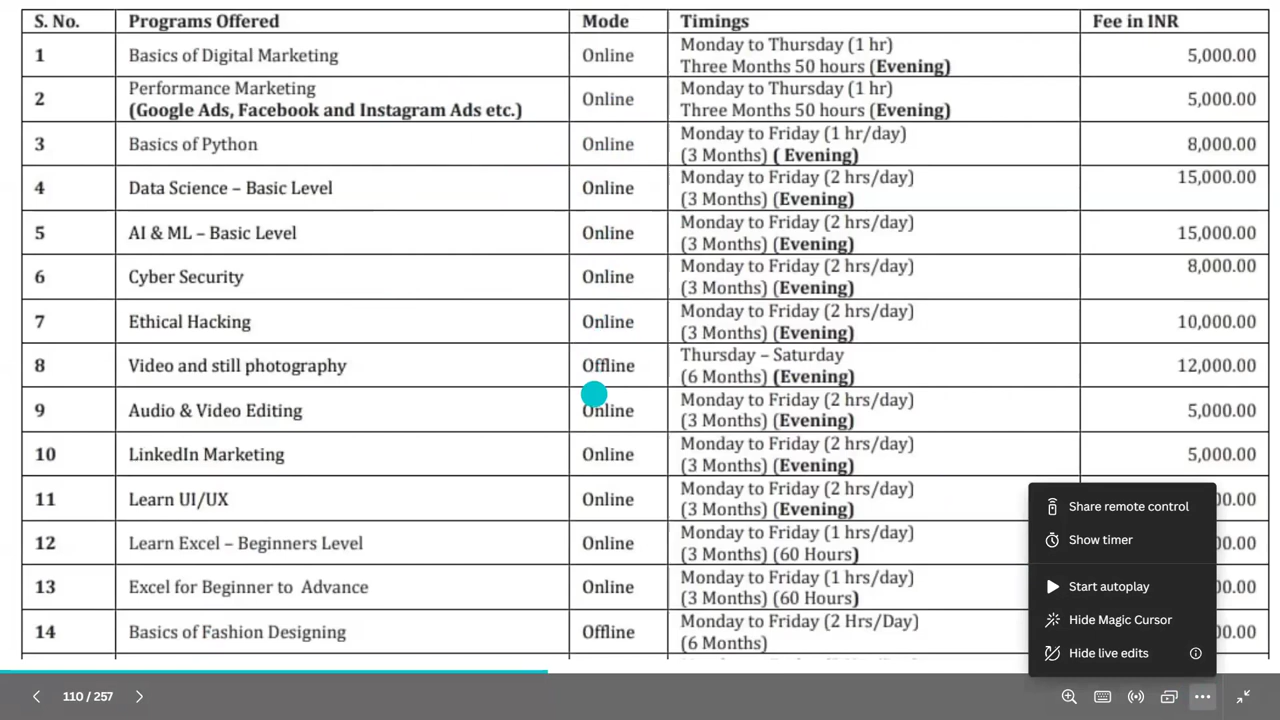 S. No. Programs Offered Mode Timings Fee in INR
1 Basics of Digital Marketing Online Monday to Thursday (1 hr) 5,000.00
Three Months 50 hours (Evening)
2 Performance Marketing Online Monday to Thursday (1 hr) 5,000.00
(Google Ads, Facebook and Instagram Ads etc.) Three Months 50 hours (Evening)
3 Basics of Python Online Monday to Friday (1 hr/day) 8,000.00
(3 Months) ( Evening)
4 Data Science – Basic Level Online Monday to Friday (2 hrs/day) 15,000.00
(3 Months) (Evening)
5 AI & ML – Basic Level Online Monday to Friday (2 hrs/day) 15,000.00
(3 Months) (Evening)
6 Cyber Security Online Monday to Friday (2 hrs/day) 8,000.00
(3 Months) (Evening)
7 Ethical Hacking Online Monday to Friday (2 hrs/day) 10,000.00
(3 Months) (Evening)
8 Video and still photography Offline Thursday – Saturday 12,000.00
(6 Months) (Evening)
9 Audio & Video Editing Online Monday to Friday (2 hrs/day) 5,000.00
(3 Months) (Evening)
10 LinkedIn Marketing Online Monday to Friday (2 hrs/day) 5,000.00
(3 Months) (Evening)
11 Learn UI/UX Online Monday to Friday (2 hrs/day)
(3 Months) (Evening)
12 Learn Excel – Beginners Level Online Monday to Friday (1 hrs/day)
(3 Months) (60 Hours)
13 Excel for Beginner to Advance Online Monday to Friday (1 hrs/day)
(3 Months) (60 Hours)
14 Basics of Fashion Designing Offline Monday to Friday (2 Hrs/Day)
(6 Months)
Share remote control
Show timer
Start autoplay
Hide Magic Cursor
Hide live edits
110 / 257